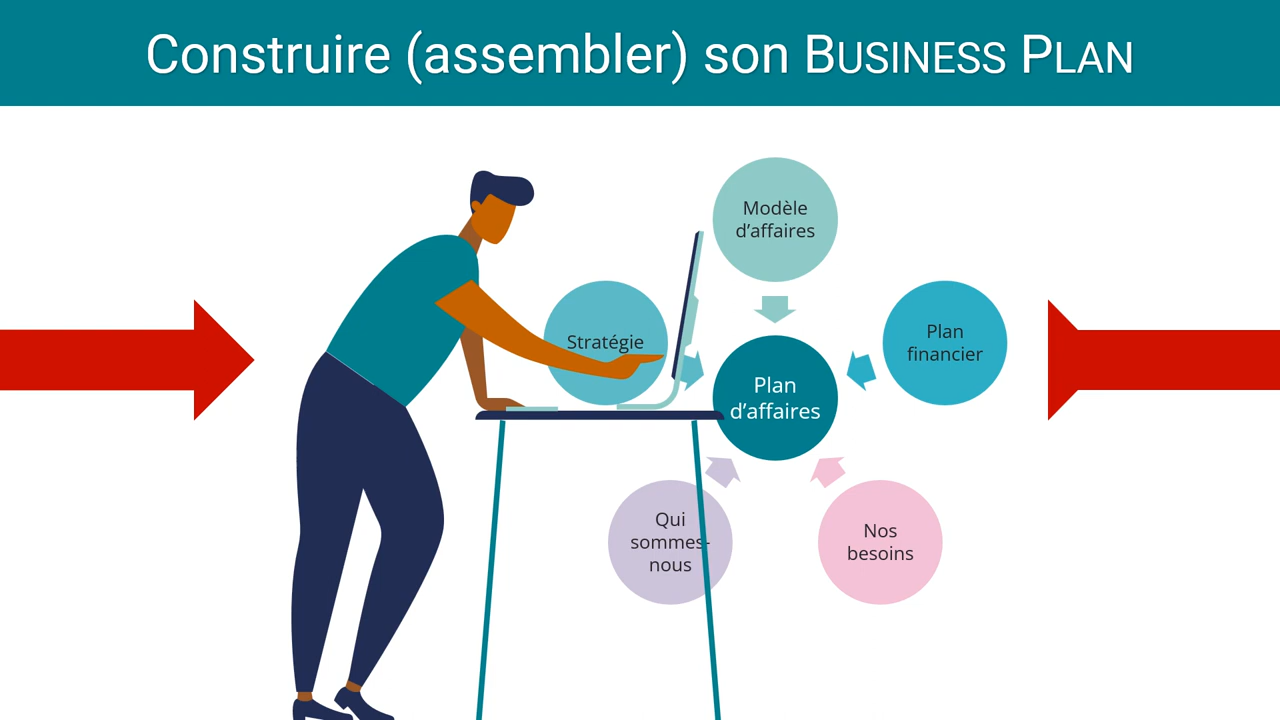 Construire (assembler) son BUSINESS PLAN
Modèle
d’affaires
Stratégie
Plan
financier
Plan
d’affaires
Qui
sommes-
nous
Nos
besoins